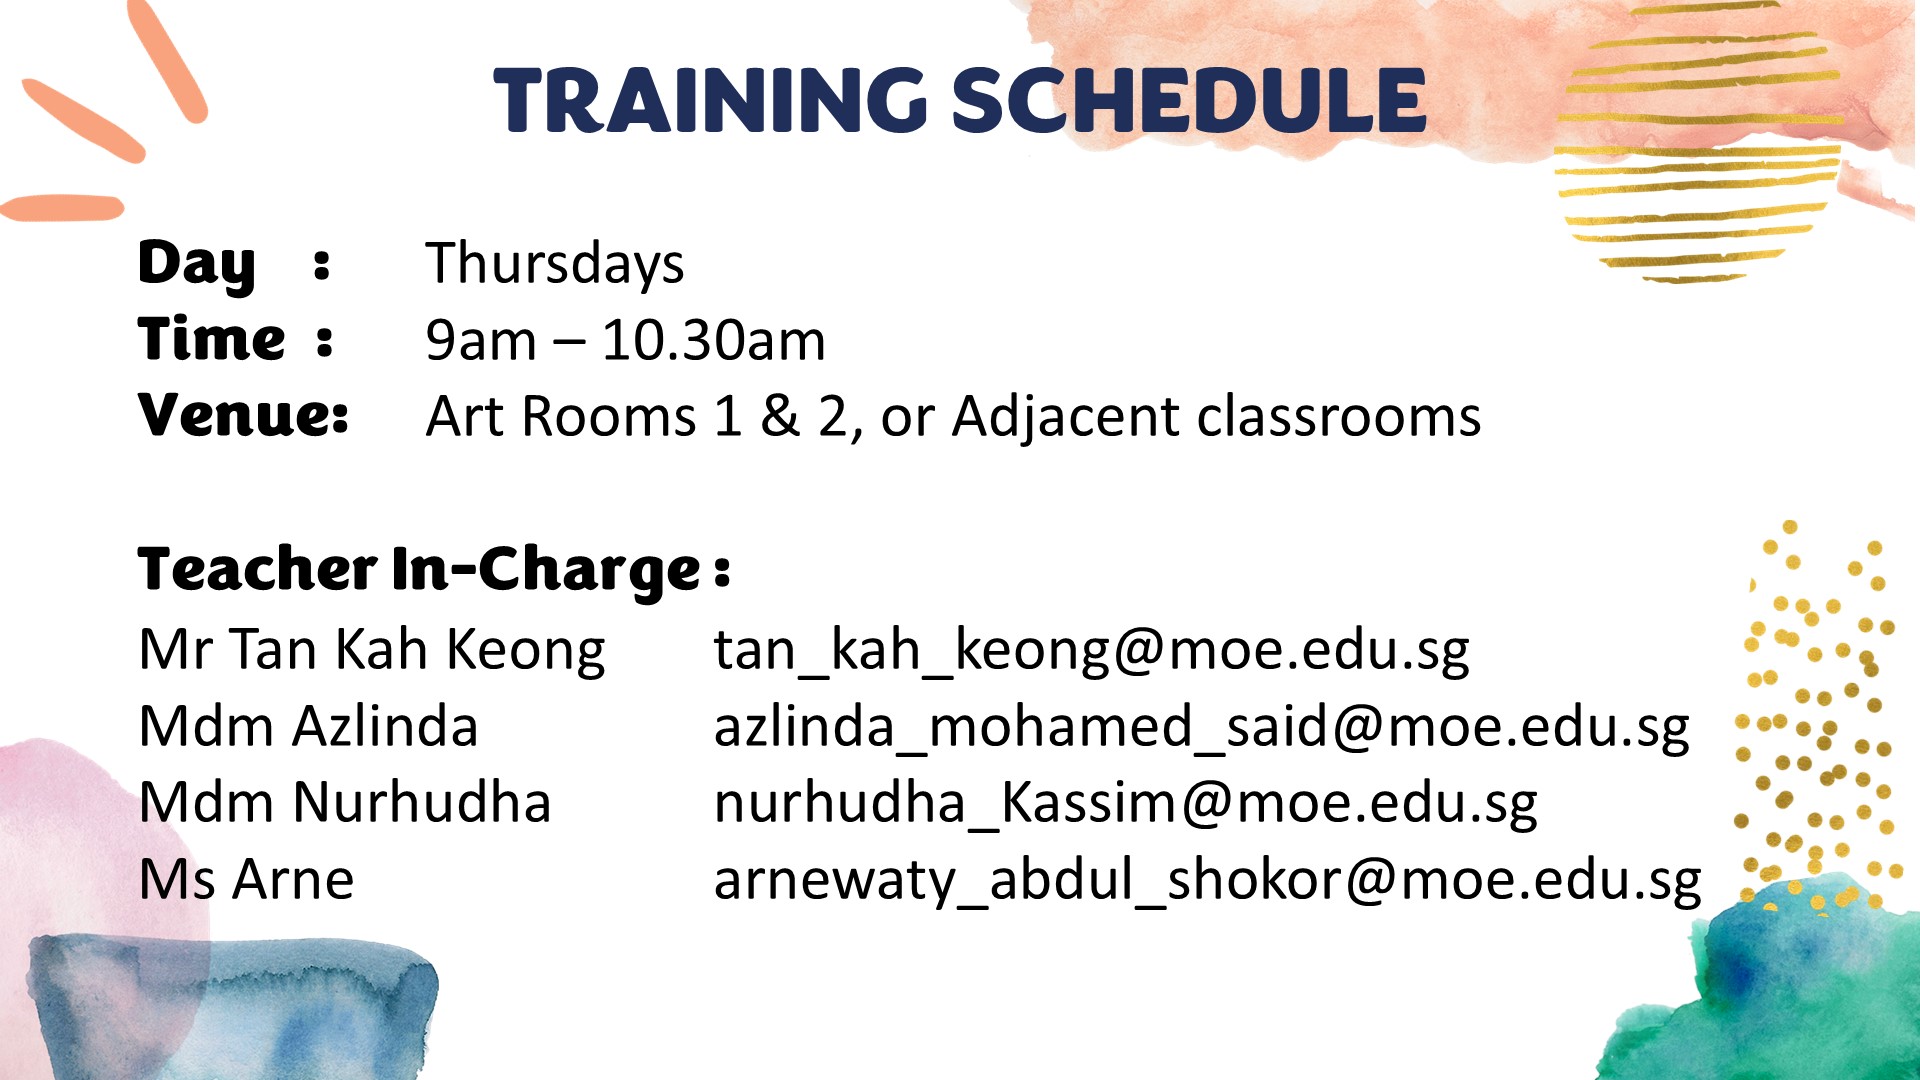 TRAINING SCHEDULE
Day : Thursdays
Time : 9am – 10.30am
Venue: Art Rooms 1 & 2, or Adjacent classrooms
Teacher In-Charge :
Mr Tan Kah Keong tan_kah_keong@moe.edu.sg
Mdm Azlinda azlinda_mohamed_said@moe.edu.sg
Mdm Nurhudha nurhudha_Kassim@moe.edu.sg
Ms Arne arnewaty_abdul_shokor@moe.edu.sg